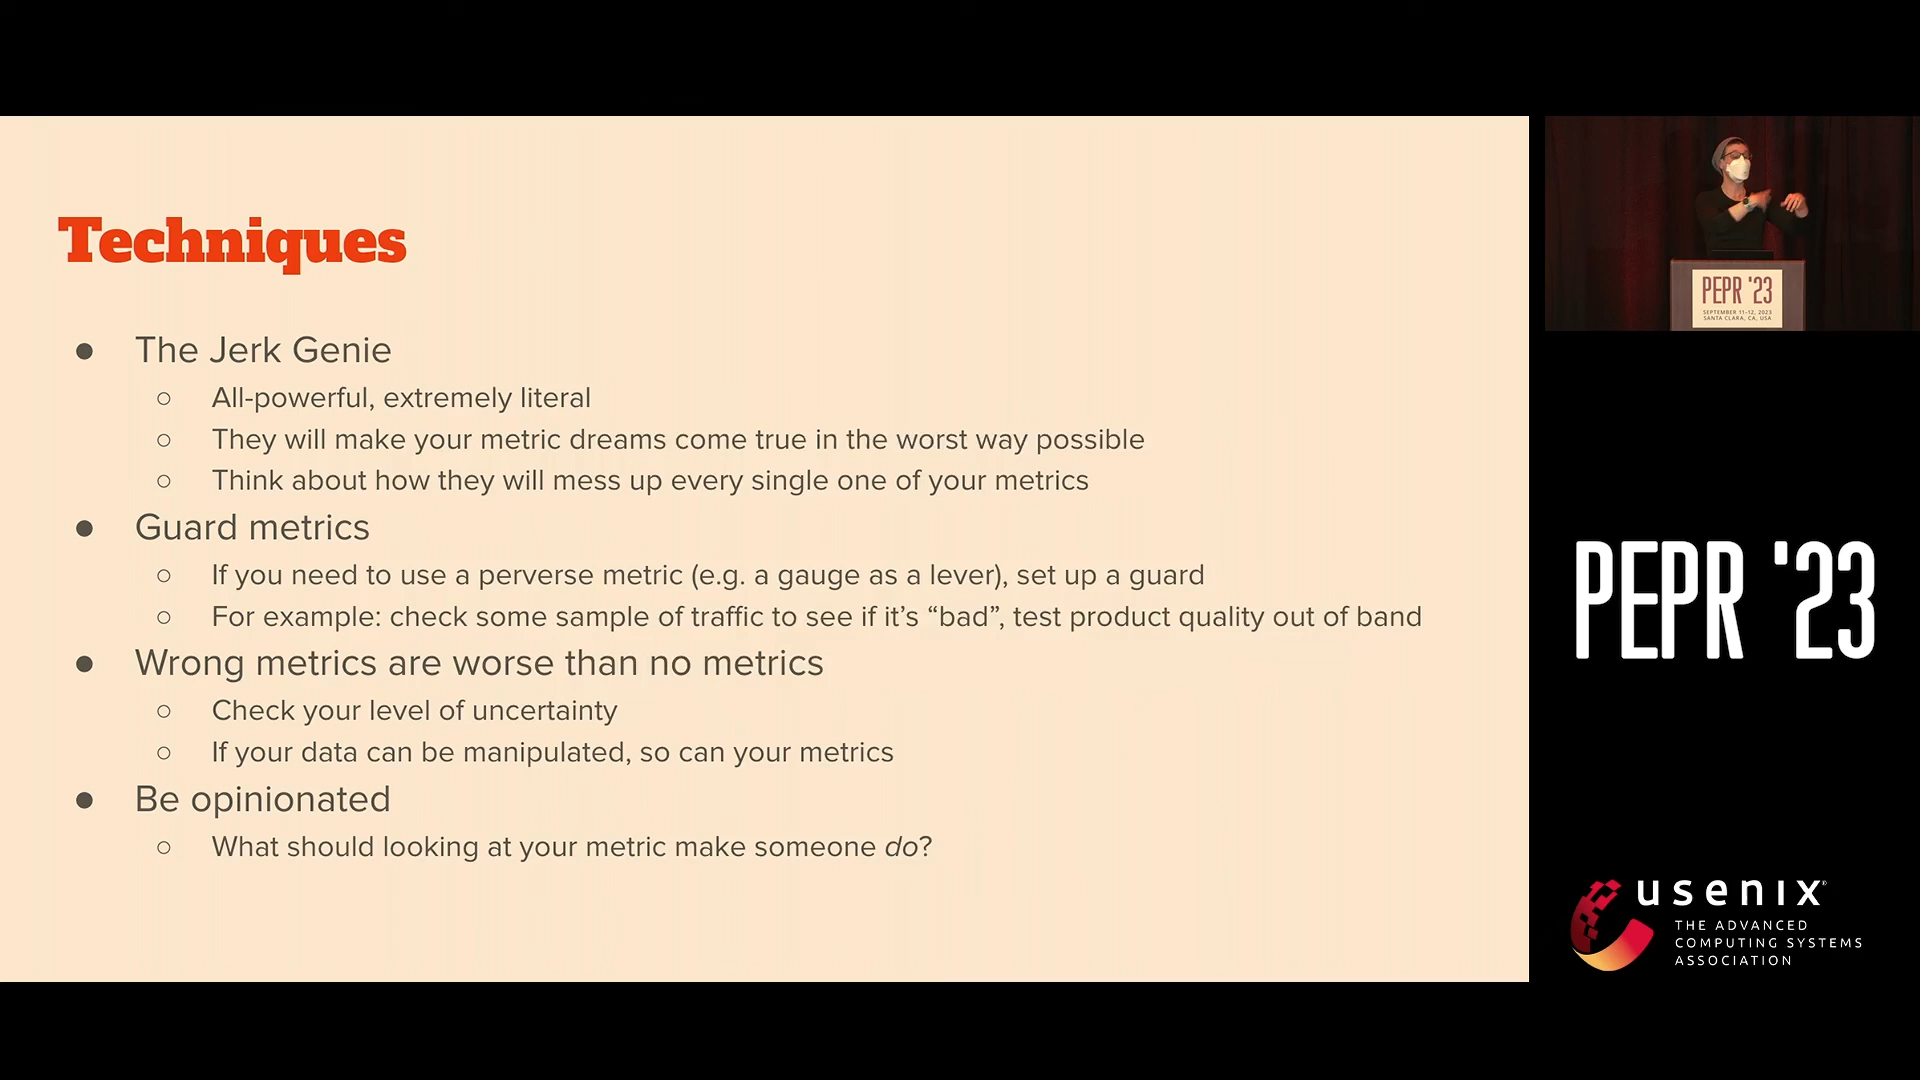 Techniques
● The Jerk Genie
○ All-powerful, extremely literal
○ They will make your metric dreams come true in the worst way possible
○ Think about how they will mess up every single one of your metrics
● Guard metrics
○ If you need to use a perverse metric (e.g. a gauge as a lever), set up a guard
○ For example: check some sample of traffic to see if it’s “bad”, test product quality out of band
● Wrong metrics are worse than no metrics
○ Check your level of uncertainty
○ If your data can be manipulated, so can your metrics
● Be opinionated
○ What should looking at your metric make someone do?
PEPR '23
SEPTEMBER 11–12, 2023
SANTA CLARA, CA, USA
PEPR '23
usenix®
THE ADVANCED
COMPUTING SYSTEMS
ASSOCIATION